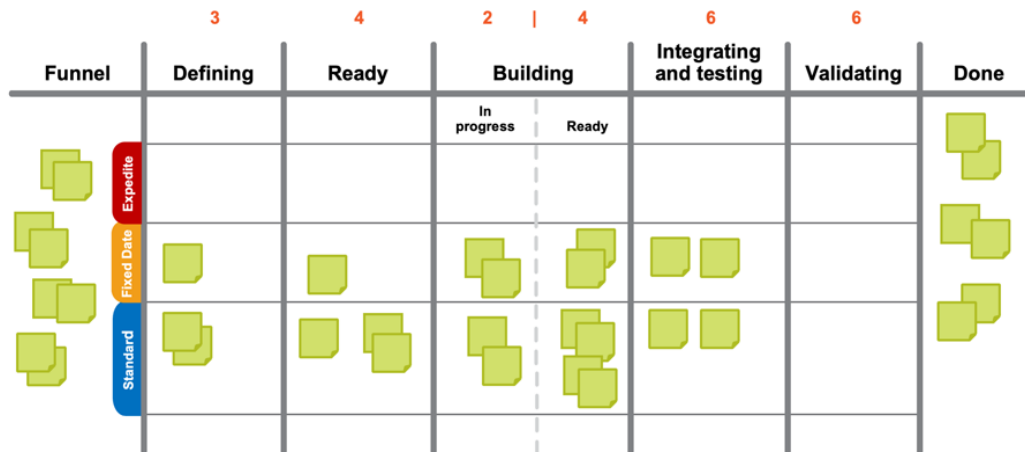 3 4 2 | 4 6 6
Funnel Defining Ready Building Integrating and testing Validating Done
In progress Ready
Expedite
Fixed Date
Standard